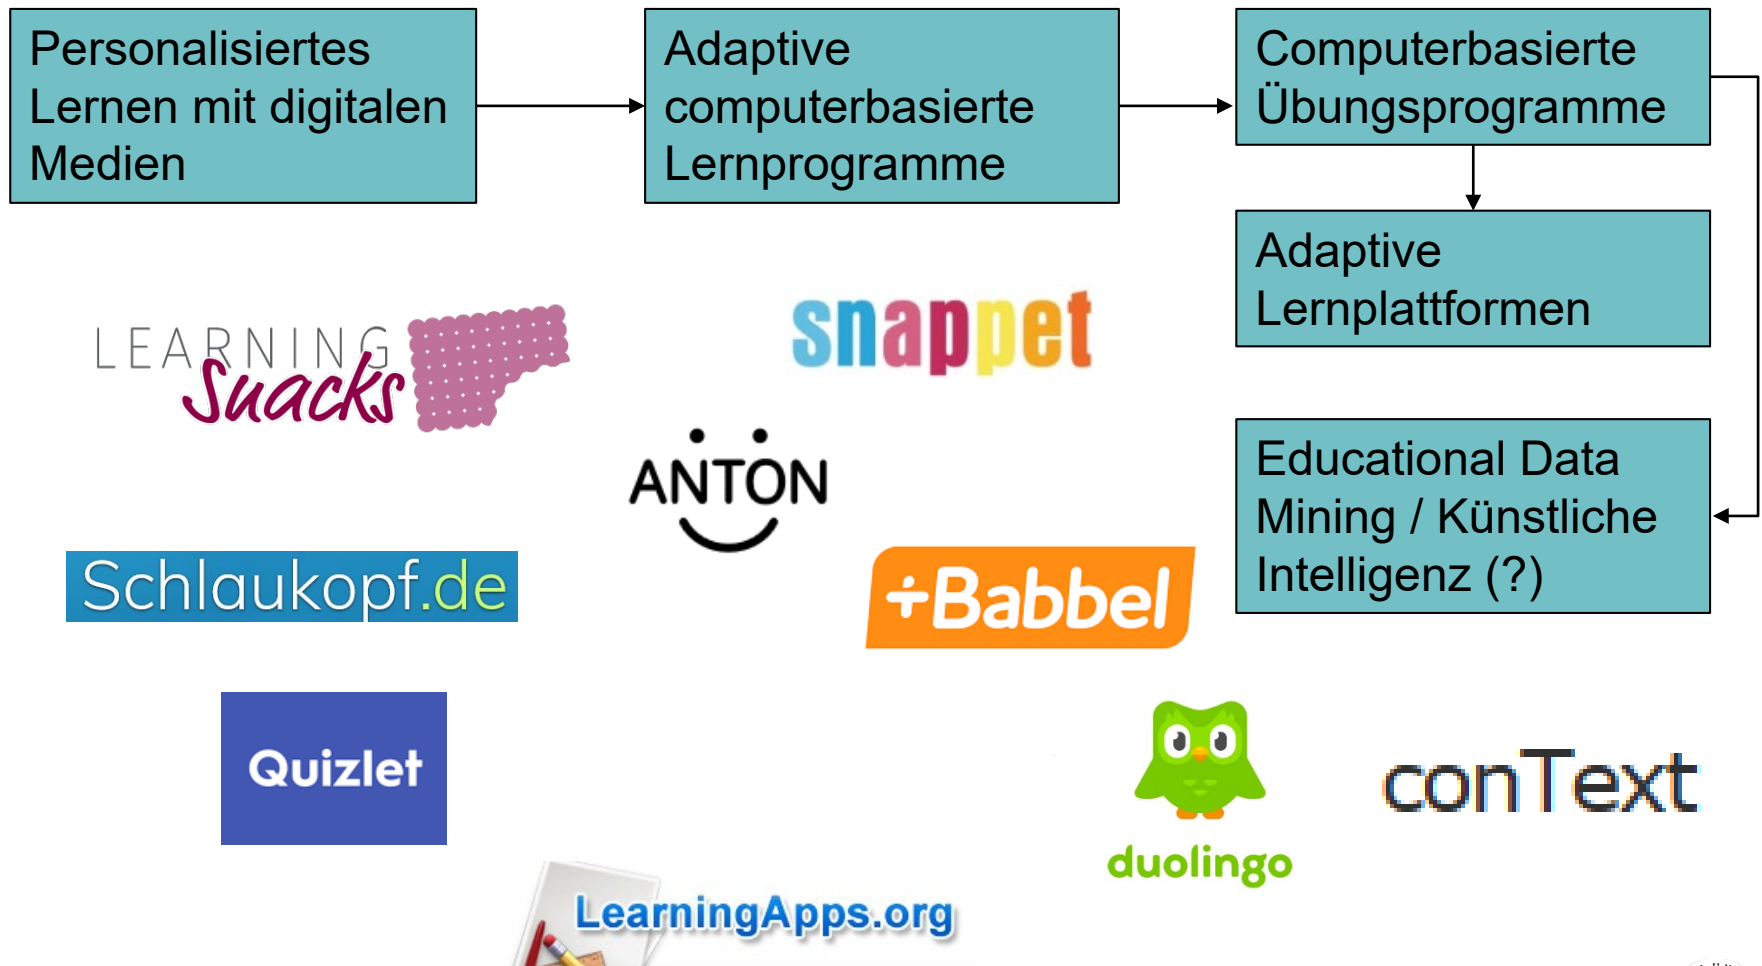 Personalisiertes
Lernen mit digitalen
Medien
Adaptive
computerbasierte
Lernprogramme
Computerbasierte
Übungsprogramme
Adaptive
Lernplattformen
Educational Data
Mining / Künstliche
Intelligenz (?)
LEARNING
Snacks
snappet
ANTON
Schlaukopf.de
+Babbel
Quizlet
duolingo
conText
LearningApps.org